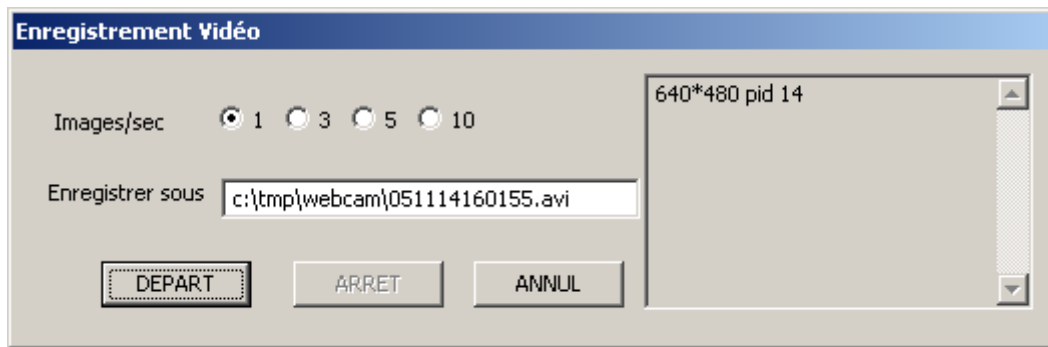 Enregistrement Vidéo
640*480 pid 14
Images/sec 1 3 5 10
Enregistrer sous c:\tmp\webcam\051114160155.avi
DEPART ARRET ANNUL